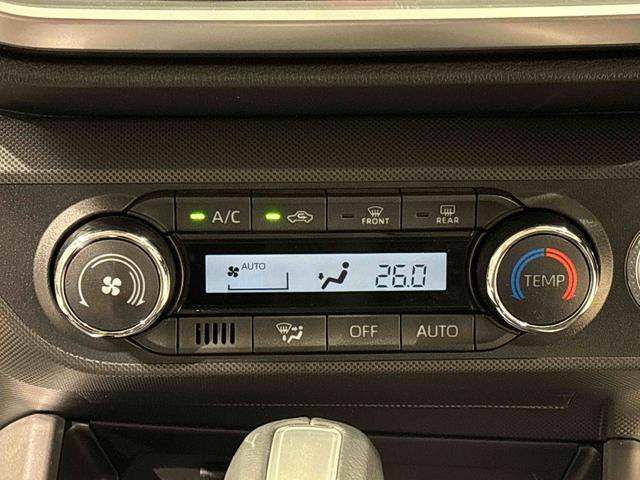 A/C
FRONT
REAR
AUTO
26.0
TEMP
OFF
AUTO